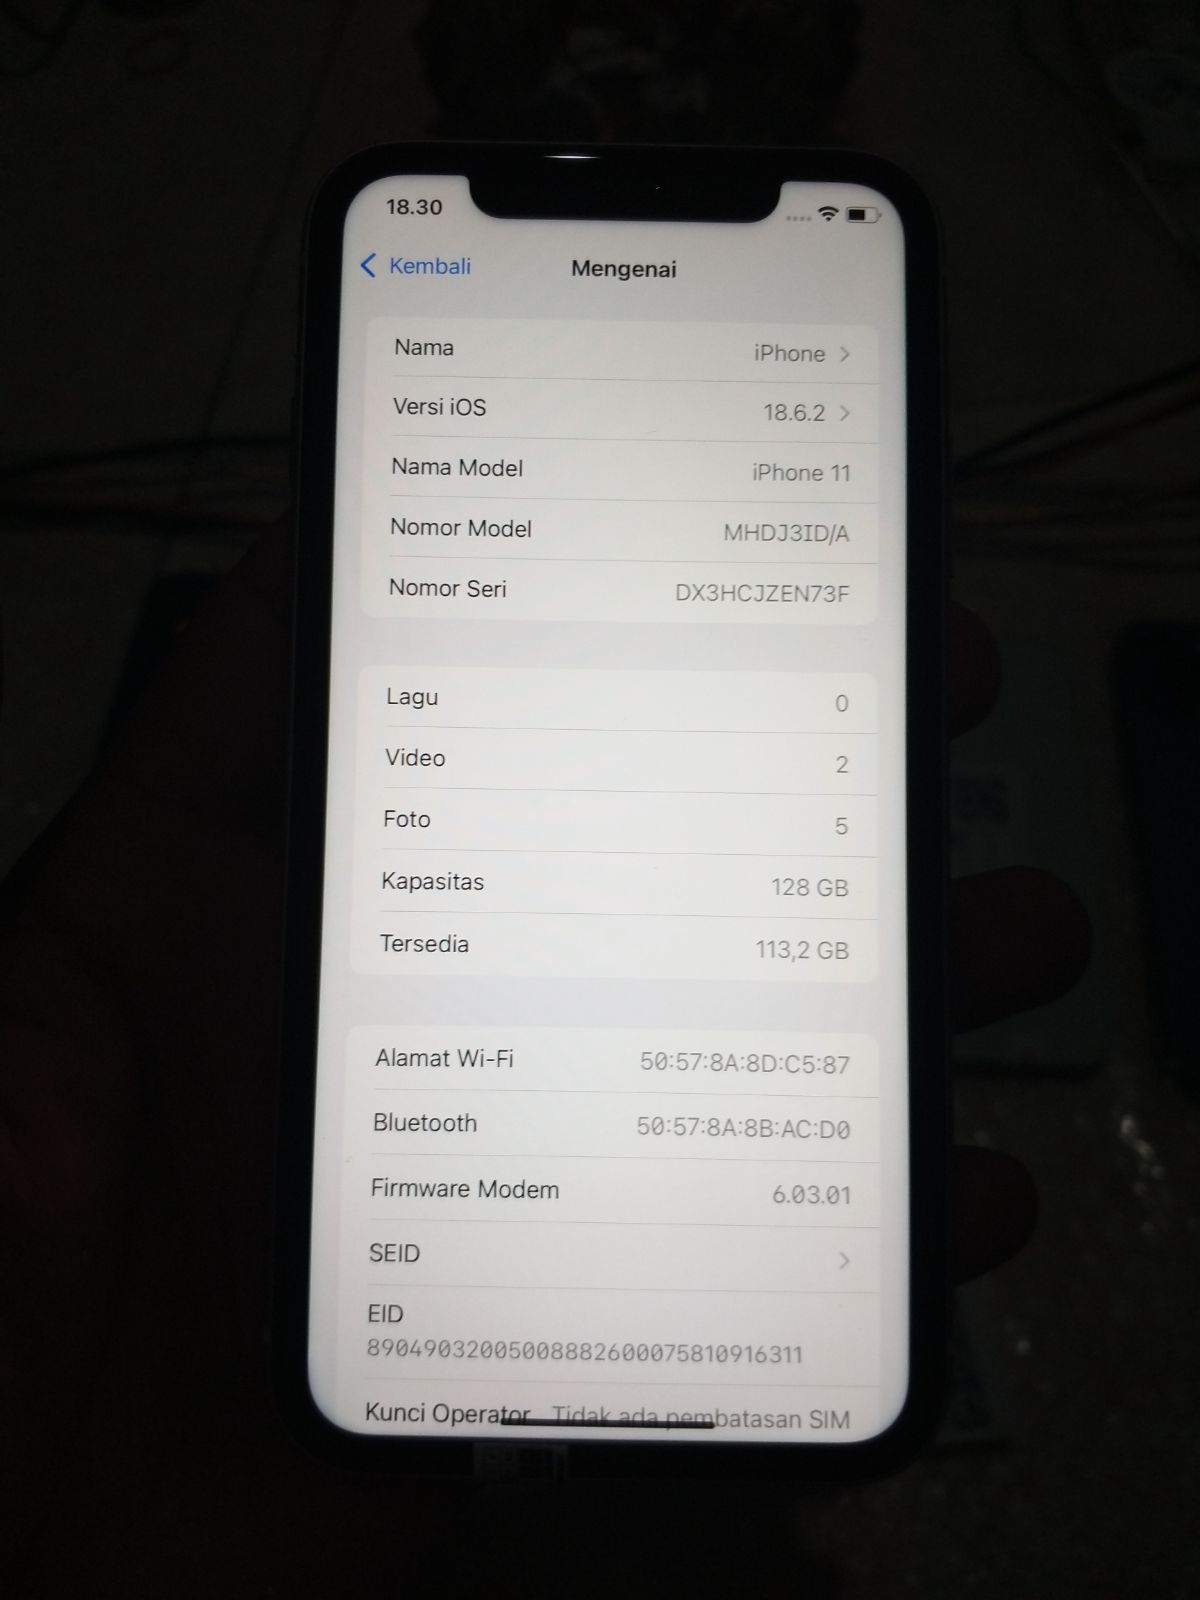 18.30
Kembali
Mengenai
Nama iPhone
Versi iOS 18.6.2
Nama Model iPhone 11
Nomor Model MHDJ3ID/A
Nomor Seri DX3HCJZEN73F
Lagu 0
Video 2
Foto 5
Kapasitas 128 GB
Tersedia 113,2 GB
Alamat Wi-Fi 50:57:8A:8D:C5:87
Bluetooth 50:57:8A:8B:AC:D0
Firmware Modem 6.03.01
SEID
EID
89049032005008882600075810916311
Kunci Operator Tidak ada pembatasan SIM